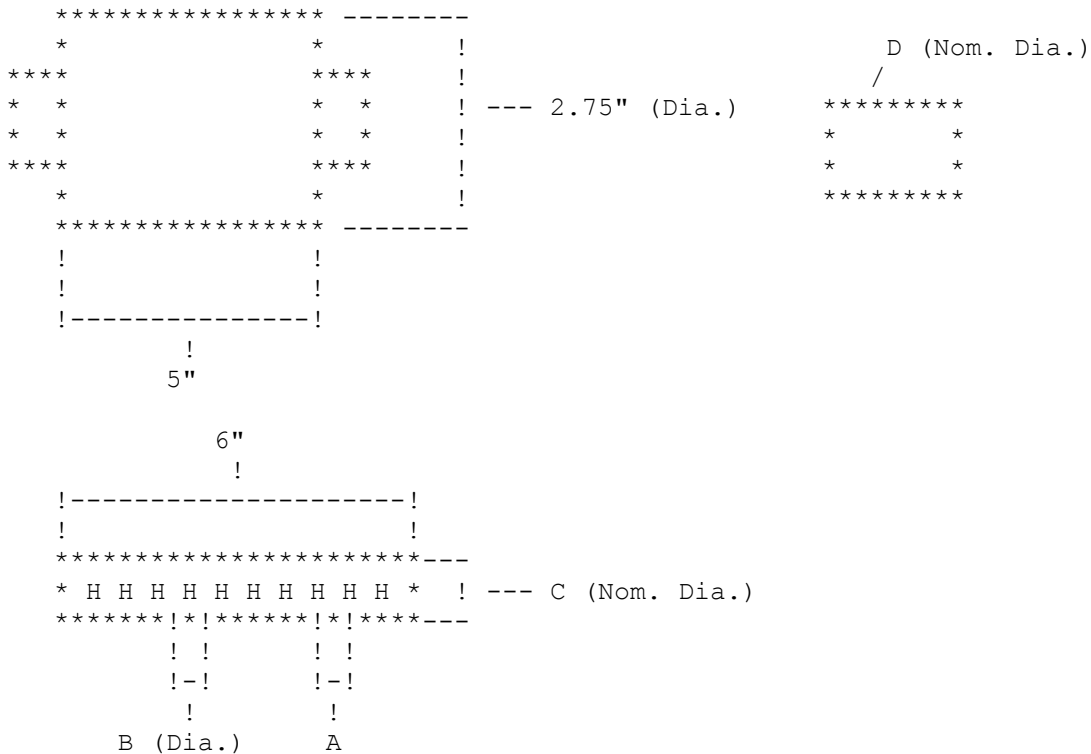 ***************** --------
     *               *        !                     D (Nom. Dia.)
****               ****      !                    /
*  *               *  *      ! --- 2.75" (Dia.)     *********
*  *               *  *      !                     *       *
****               ****      !                     *       *
     *               *        !                     *********
     ***************** --------
     !               !
     !               !
     !---------------!
            !
           5"
              6"
               !
     !---------------------!
     !                     !
     **********************---
     * H H H H H H H H H H *  ! --- C (Nom. Dia.)
     *******!*!******!*!****---
            ! !      ! !
            !-!      !-!
             !        !
         B (Dia.)     A